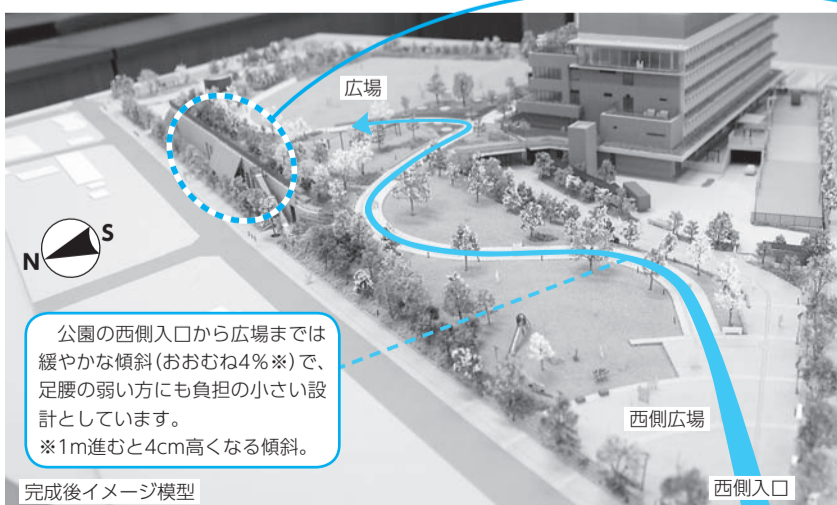 広場
N
S
公園の西側入口から広場までは
緩やかな傾斜(おおむね4%※)で、
足腰の弱い方にも負担の小さい設
計としています。
※1m進むと4cm高くなる傾斜。
西側広場
西側入口
完成後イメージ模型